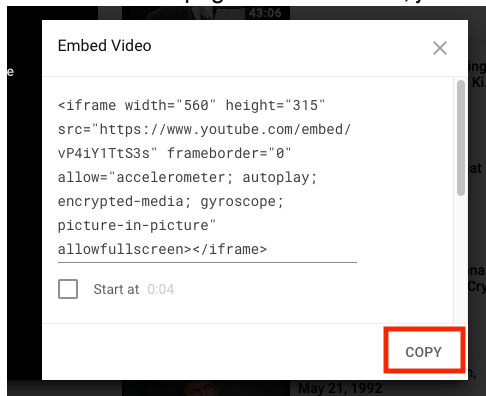 43:06
Embed Video
<iframe width="560" height="315"
src="https://www.youtube.com/embed/
vP4iY1TtS3s" frameborder="0"
allow="accelerometer; autoplay;
encrypted-media; gyroscope;
picture-in-picture"
allowfullscreen></iframe>
Start at 0:04
COPY
May 21, 1992